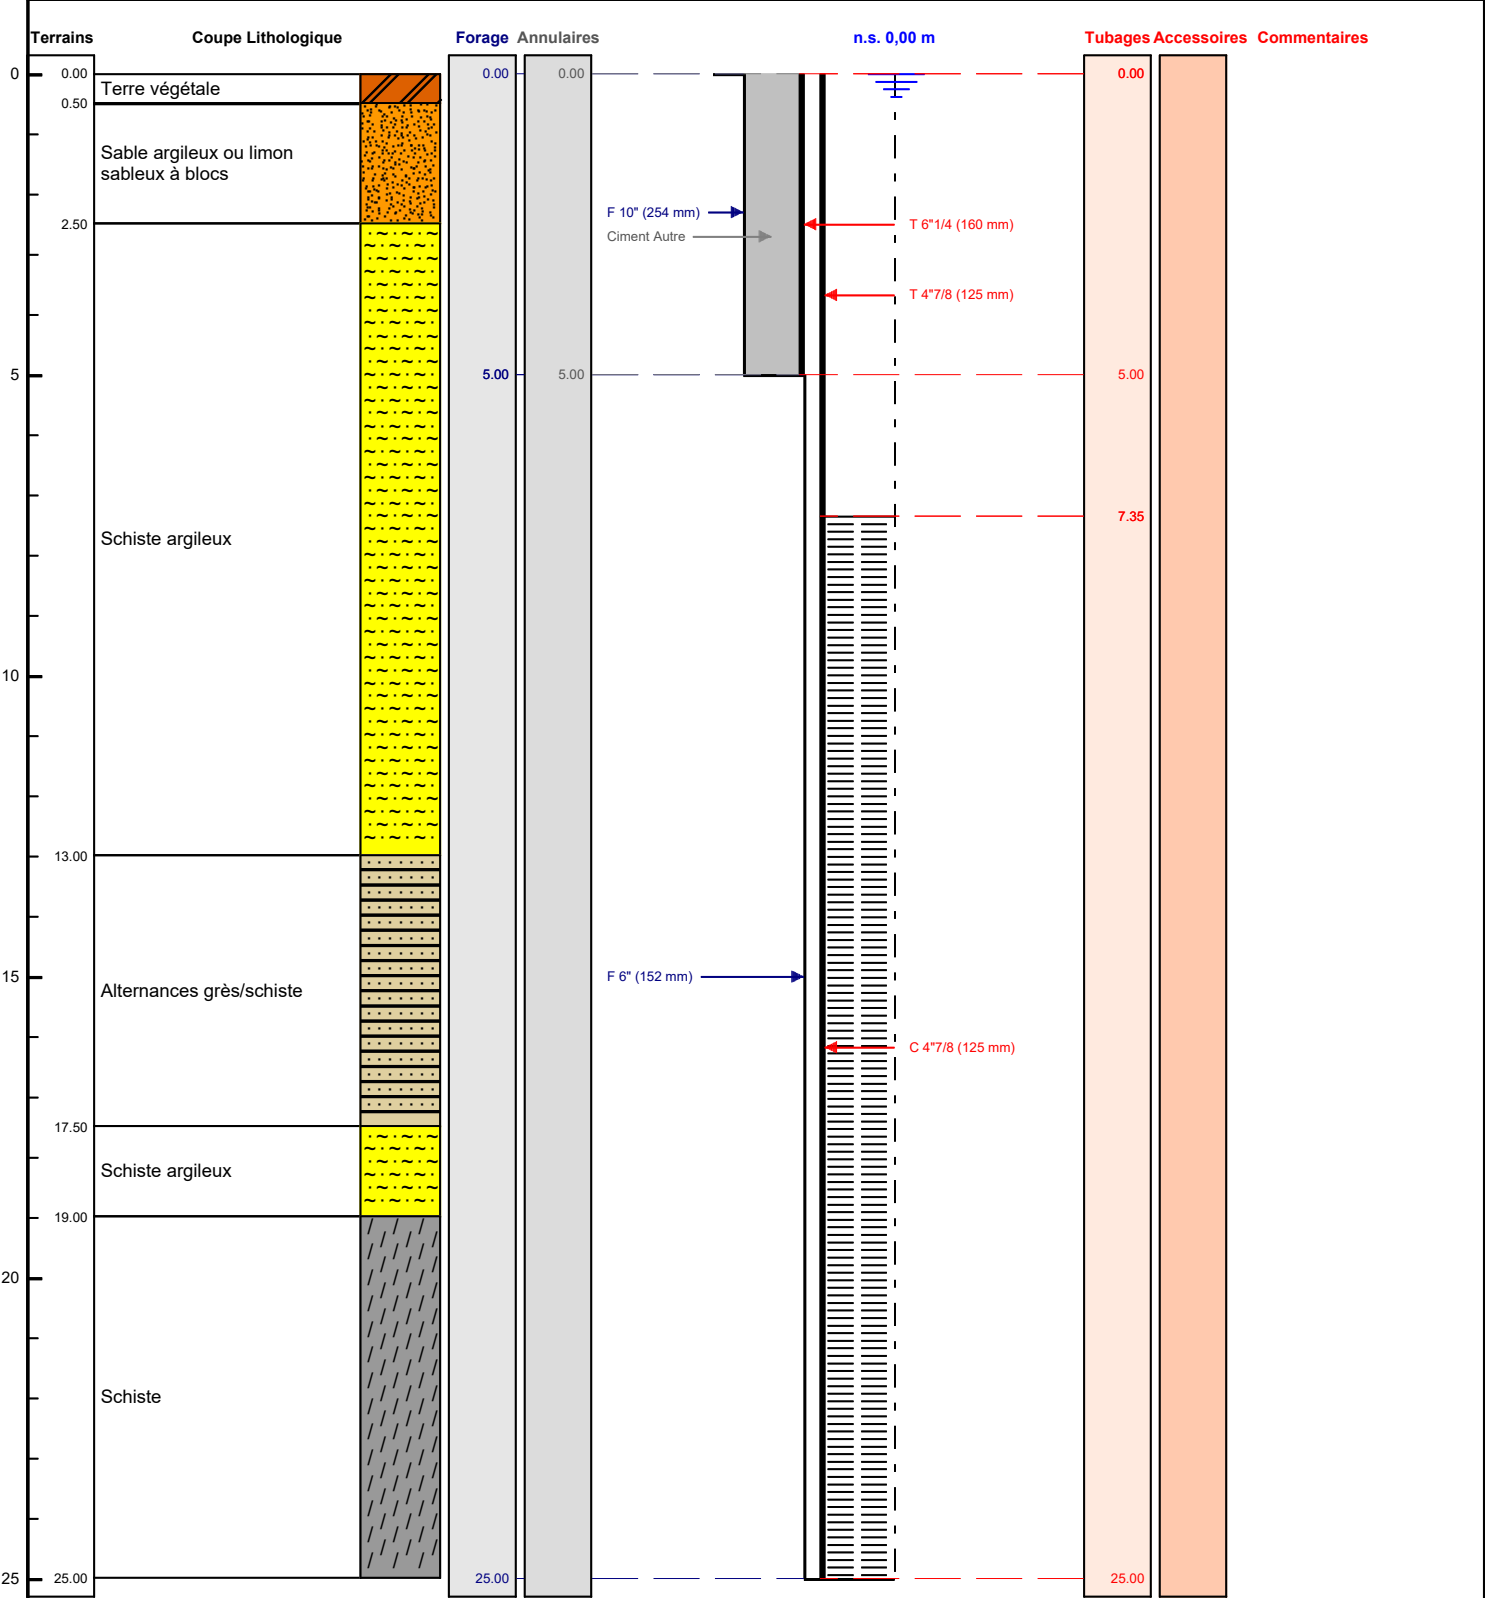 Terrains Coupe Lithologique Forage Annulaires n.s. 0,00 m Tubages Accessoires Commentaires
0 0.00 0.00 0.00 0.00
Terre végétale
0.50
Sable argileux ou limon
sableux à blocs
F 10" (254 mm)
2.50 T 6"1/4 (160 mm)
Ciment Autre
T 4"7/8 (125 mm)
5 5.00 5.00 5.00
7.35
Schiste argileux
10
13.00
15 F 6" (152 mm)
Alternances grès/schiste
C 4"7/8 (125 mm)
17.50
Schiste argileux
19.00
20
Schiste
25 25.00 25.00 25.00